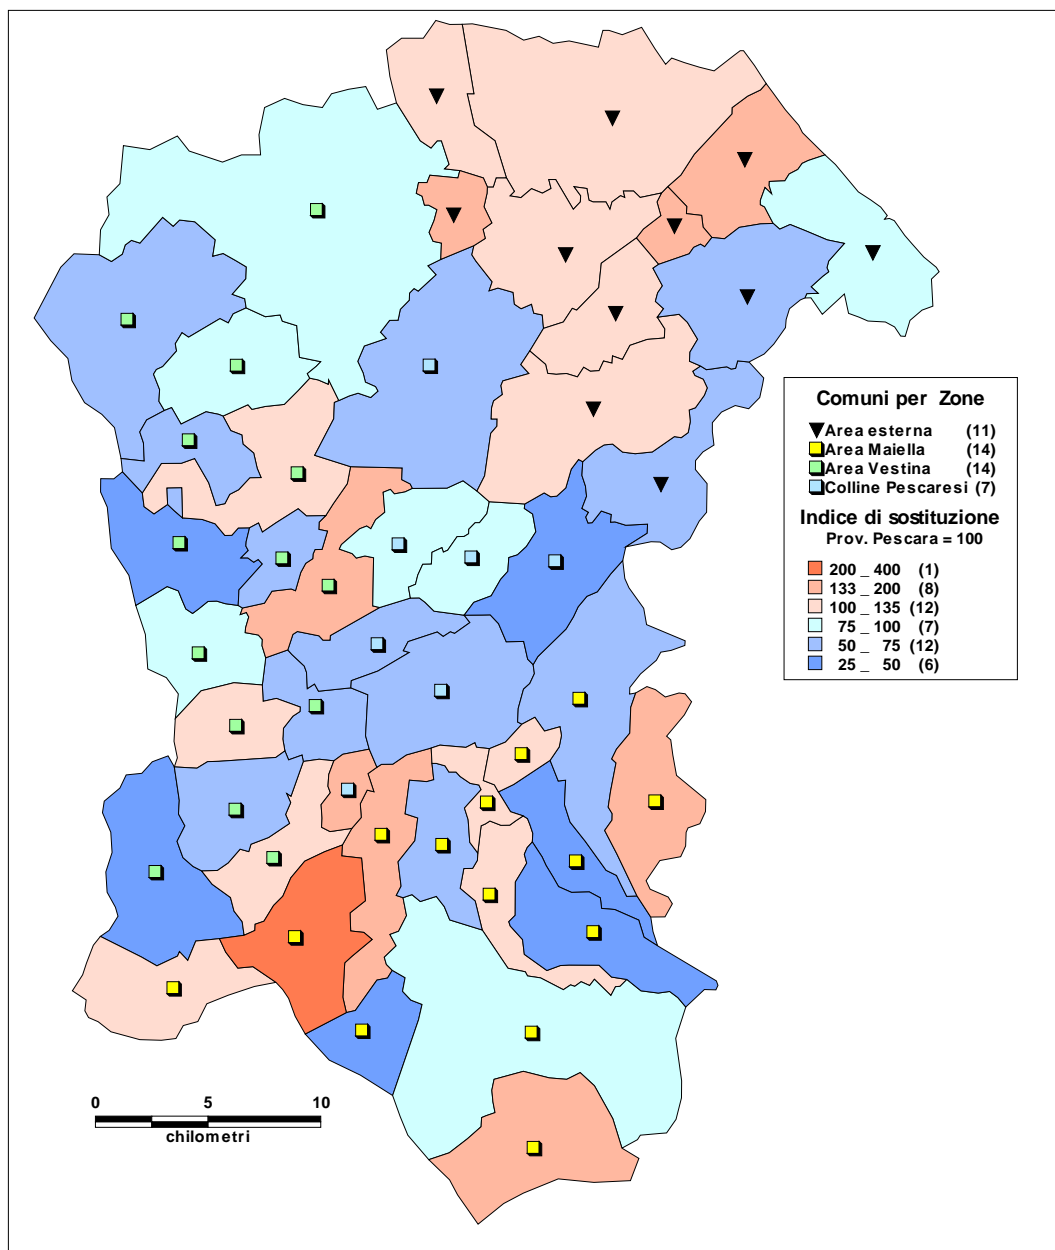 Comuni per Zone
Area esterna (11)
Area Maiella (14)
Area Vestina (14)
Colline Pescaresi (7)
Indice di sostituzione
Prov. Pescara = 100
200 _ 400 (1)
133 _ 200 (8)
100 _ 135 (12)
75 _ 100 (7)
50 _ 75 (12)
25 _ 50 (6)
0 5 10
chilometri